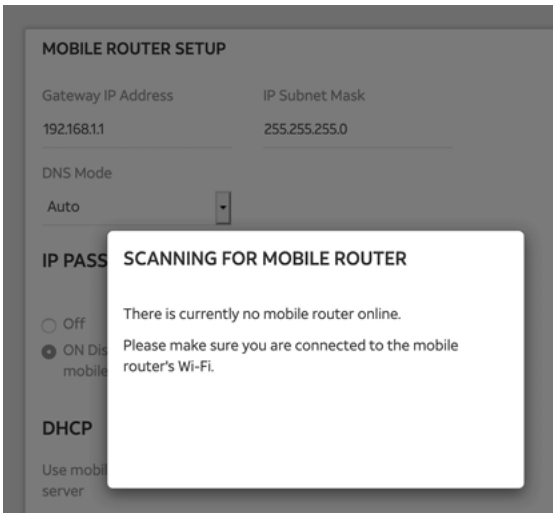 MOBILE ROUTER SETUP
Gateway IP Address IP Subnet Mask
192.168.1.1 255.255.255.0
DNS Mode
Auto
IP PASS
SCANNING FOR MOBILE ROUTER
There is currently no mobile router online.
Please make sure you are connected to the mobile
router's Wi-Fi.
Off
ON Dis
mobile
DHCP
Use mobil
server